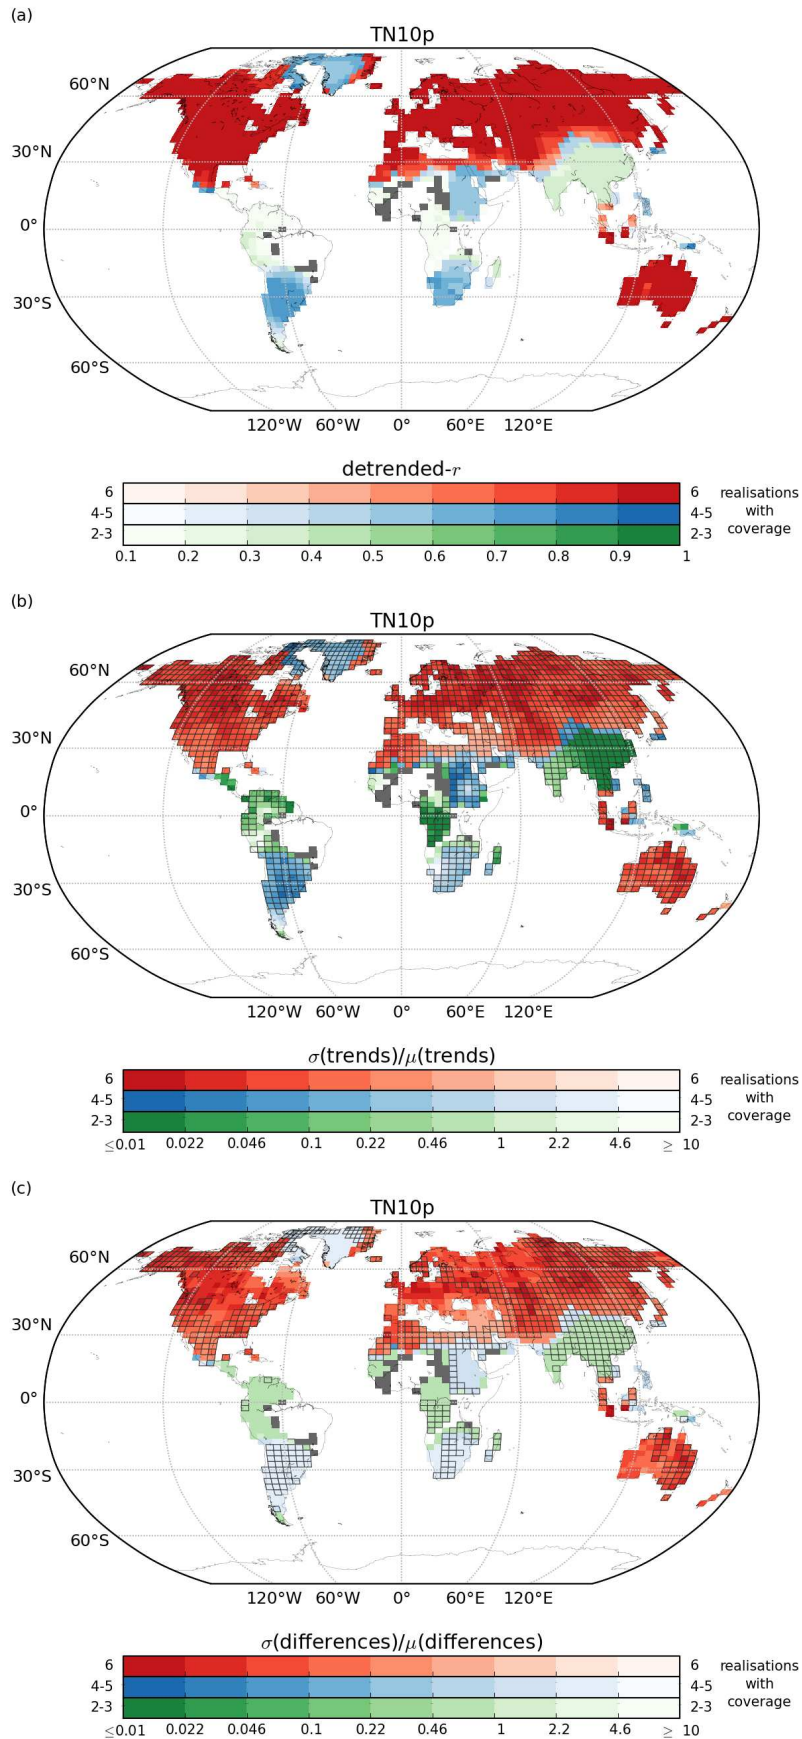 (a)
TN10p
60°N
30°N
0°
30°S
60°S
120°W 60°W 0° 60°E 120°E
detrended-r
6 6 realisations
4-5 4-5 with
2-3 2-3 coverage
0.1 0.2 0.3 0.4 0.5 0.6 0.7 0.8 0.9 1
(b)
TN10p
60°N
30°N
0°
30°S
60°S
120°W 60°W 0° 60°E 120°E
σ(trends)/μ(trends)
6 6 realisations
4-5 4-5 with
2-3 2-3 coverage
≤0.01 0.022 0.046 0.1 0.22 0.46 1 2.2 4.6 ≥ 10
(c)
TN10p
60°N
30°N
0°
30°S
60°S
120°W 60°W 0° 60°E 120°E
σ(differences)/μ(differences)
6 6 realisations
4-5 4-5 with
2-3 2-3 coverage
≤0.01 0.022 0.046 0.1 0.22 0.46 1 2.2 4.6 ≥ 10